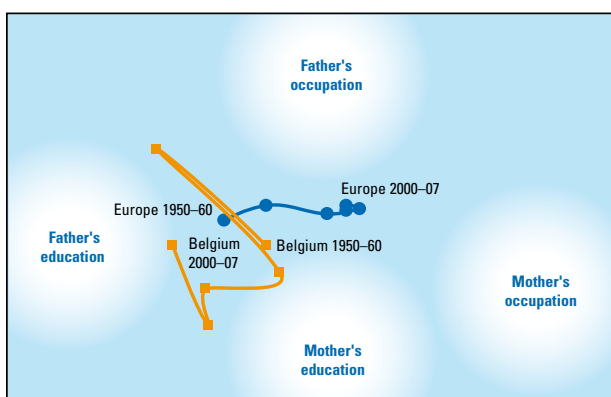 Father's
occupation
Europe 2000–07
Europe 1950–60
Father's
education
Belgium
2000–07
Belgium 1950–60
Mother's
occupation
Mother's
education